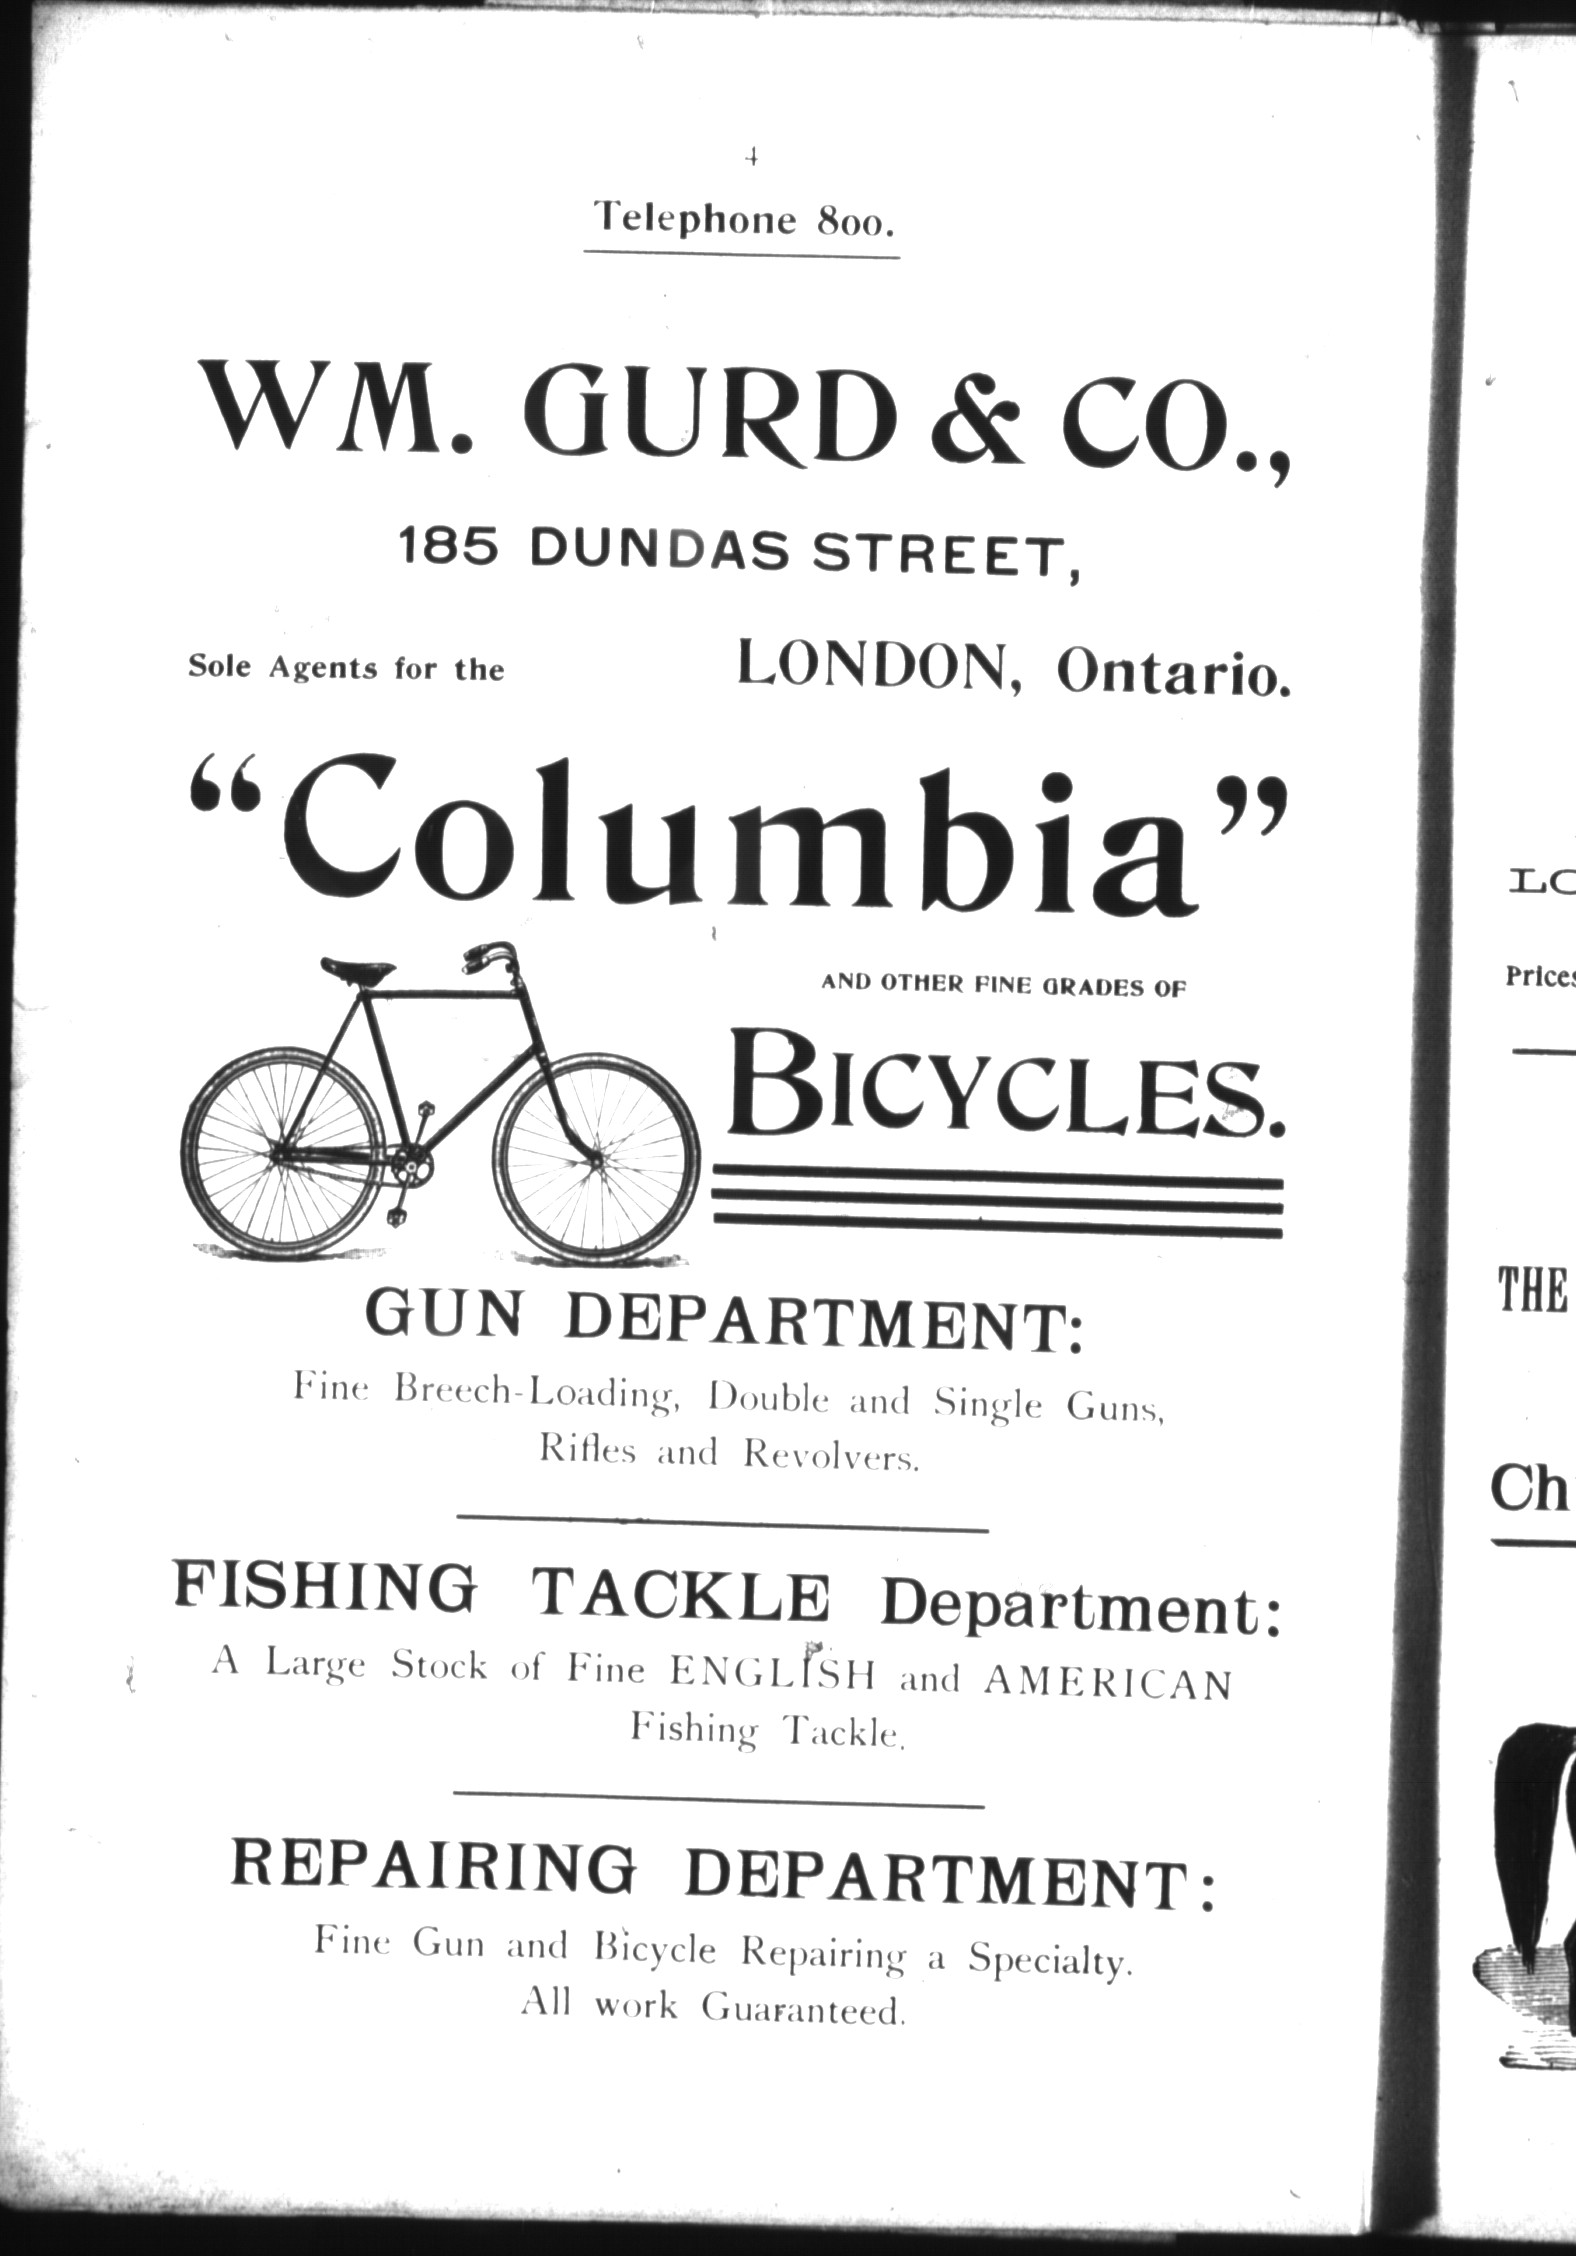 4
Telephone 800.
WM. GURD & CO.,
185 DUNDAS STREET,
Sole Agents for the
LONDON, Ontario.
“Columbia”
AND OTHER FINE GRADES OF
BICYCLES.
GUN DEPARTMENT:
Fine Breech-Loading, Double and Single Guns,
Rifles and Revolvers.
FISHING TACKLE Department:
A Large Stock of Fine ENGLISH and AMERICAN
Fishing Tackle.
REPAIRING DEPARTMENT:
Fine Gun and Bicycle Repairing a Specialty.
All work Guaranteed.
Prices
THE